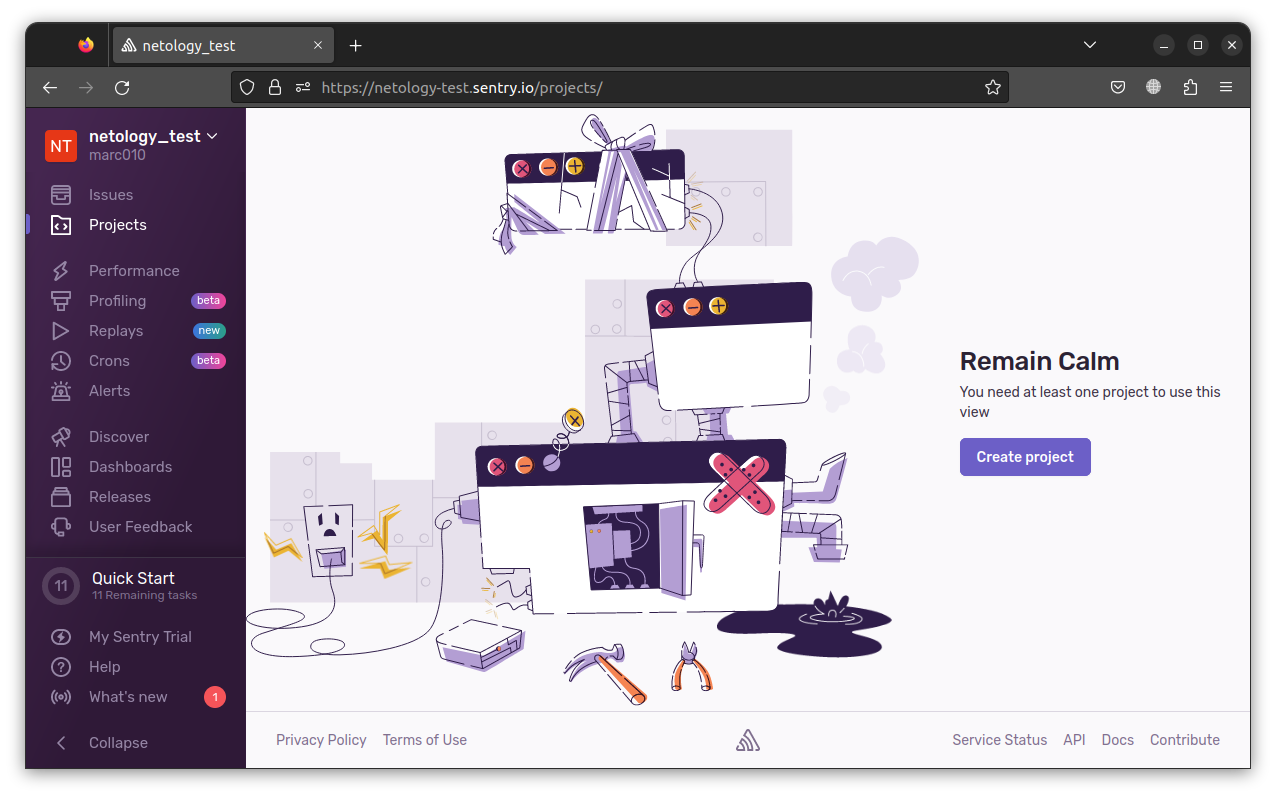 netology_test
https://netology-test.sentry.io/projects/
NT
netology_test
marc010
Issues
Projects
Performance
Profiling beta
Replays new
Crons beta
Alerts
Discover
Dashboards
Releases
User Feedback
11
Quick Start
11 Remaining tasks
My Sentry Trial
Help
What's new 1
Collapse
Remain Calm
You need at least one project to use this
view
Create project
Privacy Policy Terms of Use
Service Status API Docs Contribute